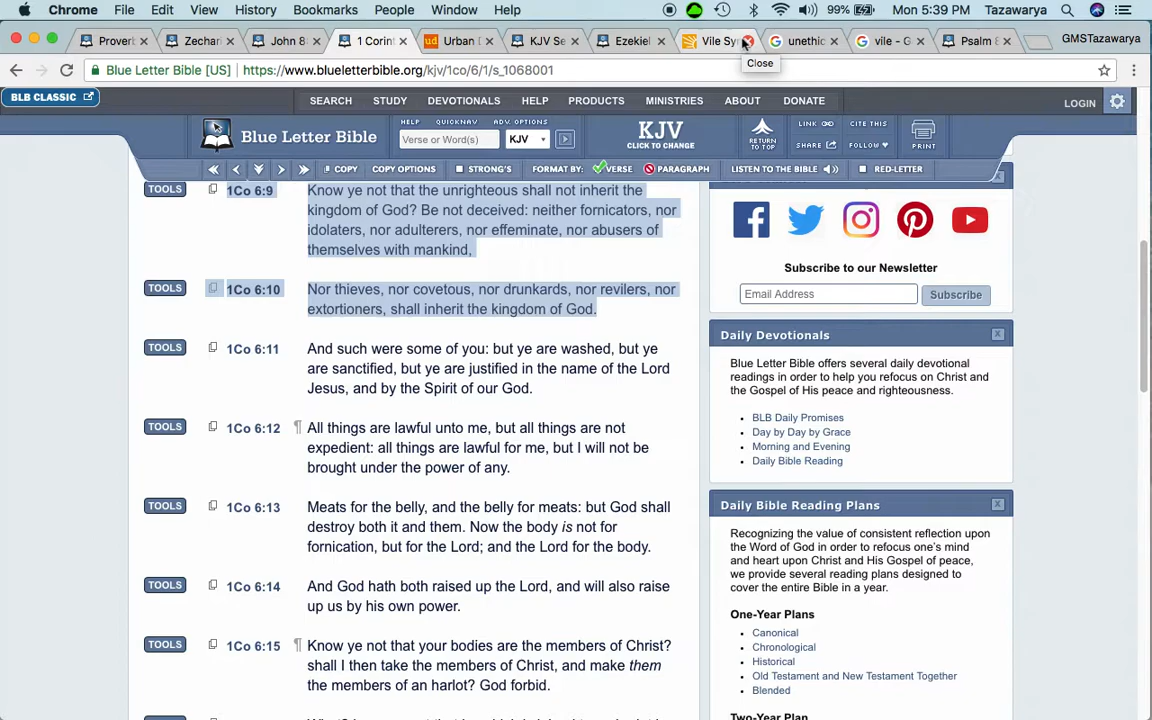 Chrome File Edit View History Bookmarks People Window Help 99% Mon 5:39 PM Tazawarya
Proverb Zechari John 8 1 Corint Urban D KJV Se Ezekiel Vile Sy unethic vile - G Psalm 8 GMSTazawarya
Close
Blue Letter Bible [US] https://www.blueletterbible.org/kjv/1co/6/1/s_1068001
BLB CLASSIC
SEARCH STUDY DEVOTIONALS HELP PRODUCTS MINISTRIES ABOUT DONATE LOGIN
HELP QUICKNAV ADV. OPTIONS
Blue Letter Bible Verse or Word(s) KJV
KJV
CLICK TO CHANGE
RETURN
TO TOP
LINK CITE THIS
SHARE FOLLOW PRINT
COPY COPY OPTIONS STRONG'S FORMAT BY: VERSE PARAGRAPH LISTEN TO THE BIBLE RED-LETTER
TOOLS 1Co 6:9 Know ye not that the unrighteous shall not inherit the
kingdom of God? Be not deceived: neither fornicators, nor
idolaters, nor adulterers, nor effeminate, nor abusers of
themselves with mankind,
TOOLS 1Co 6:10 Nor thieves, nor covetous, nor drunkards, nor revilers, nor
extortioners, shall inherit the kingdom of God.
TOOLS 1Co 6:11 And such were some of you: but ye are washed, but ye
are sanctified, but ye are justified in the name of the Lord
Jesus, and by the Spirit of our God.
TOOLS 1Co 6:12 ¶ All things are lawful unto me, but all things are not
expedient: all things are lawful for me, but I will not be
brought under the power of any.
TOOLS 1Co 6:13 Meats for the belly, and the belly for meats: but God shall
destroy both it and them. Now the body is not for
fornication, but for the Lord; and the Lord for the body.
TOOLS 1Co 6:14 And God hath both raised up the Lord, and will also raise
up us by his own power.
TOOLS 1Co 6:15 ¶ Know ye not that your bodies are the members of Christ?
shall I then take the members of Christ, and make them
the members of an harlot? God forbid.
Subscribe to our Newsletter
Email Address Subscribe
Daily Devotionals X
Blue Letter Bible offers several daily devotional
readings in order to help you refocus on Christ and
the Gospel of His peace and righteousness.
• BLB Daily Promises
• Day by Day by Grace
• Morning and Evening
• Daily Bible Reading
Daily Bible Reading Plans X
Recognizing the value of consistent reflection upon
the Word of God in order to refocus one's mind
and heart upon Christ and His Gospel of peace,
we provide several reading plans designed to
cover the entire Bible in a year.
One-Year Plans
• Canonical
• Chronological
• Historical
• Old Testament and New Testament Together
• Blended